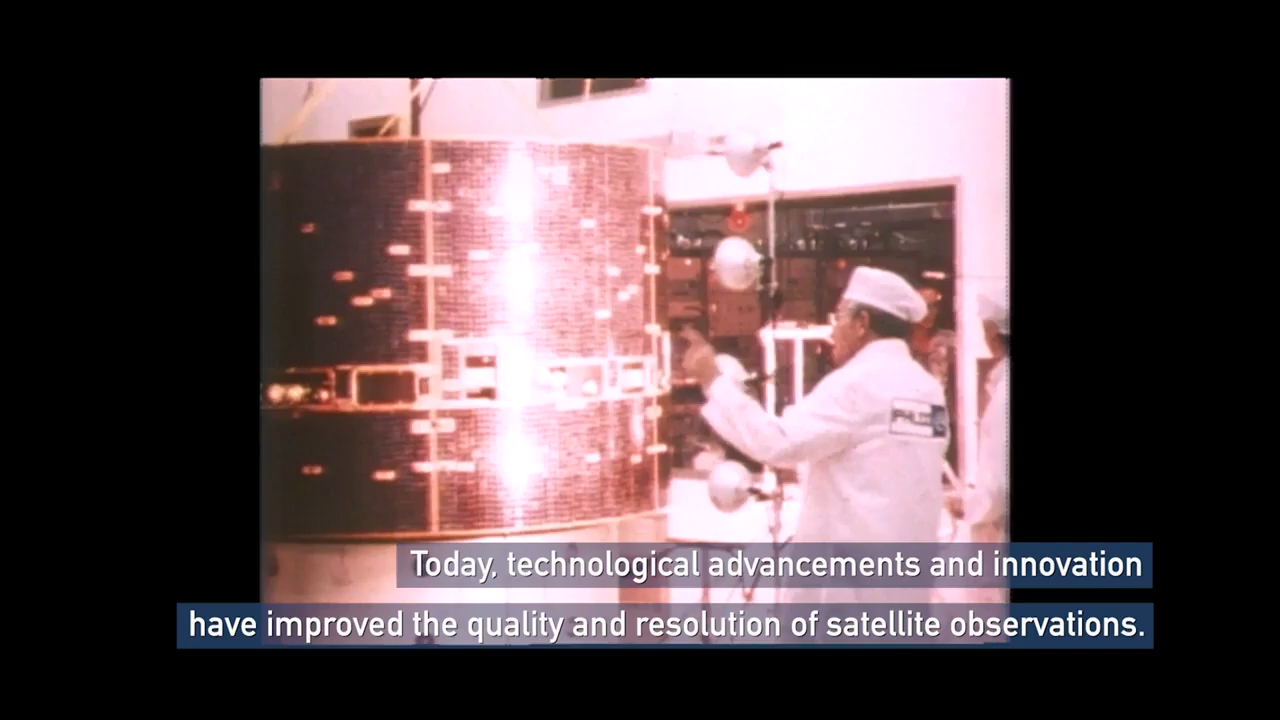 Today, technological advancements and innovation
have improved the quality and resolution of satellite observations.